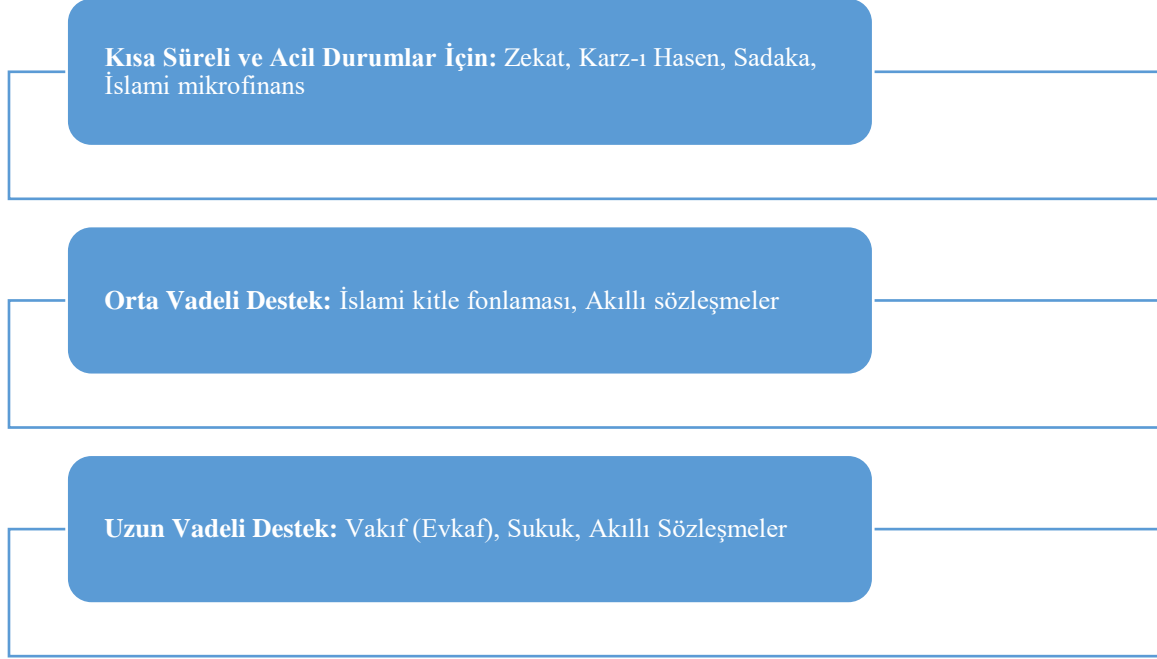 Kısa Süreli ve Acil Durumlar İçin: Zekat, Karz-ı Hasen, Sadaka,
İslami mikrofinans
Orta Vadeli Destek: İslami kitle fonlaması, Akıllı sözleşmeler
Uzun Vadeli Destek: Vakıf (Evkaf), Sukuk, Akıllı Sözleşmeler